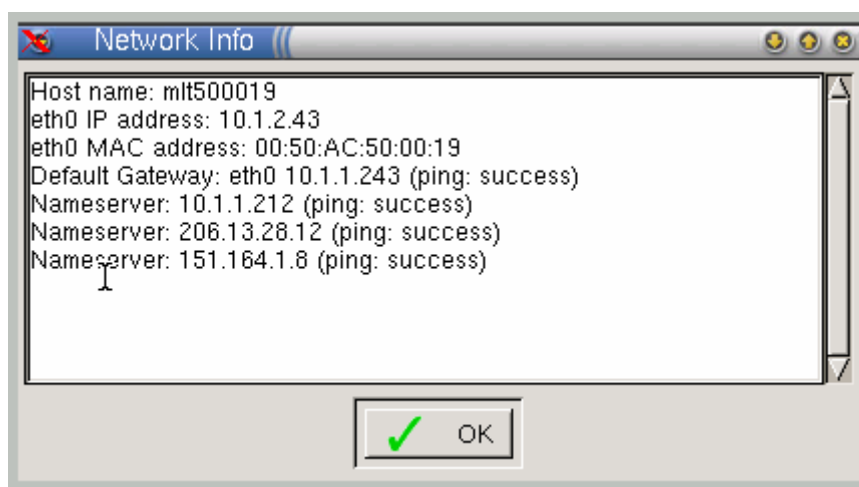 Network Info
Host name: mlt500019
eth0 IP address: 10.1.2.43
eth0 MAC address: 00:50:AC:50:00:19
Default Gateway: eth0 10.1.1.243 (ping: success)
Nameserver: 10.1.1.212 (ping: success)
Nameserver: 206.13.28.12 (ping: success)
Nameserver: 151.164.1.8 (ping: success)
OK